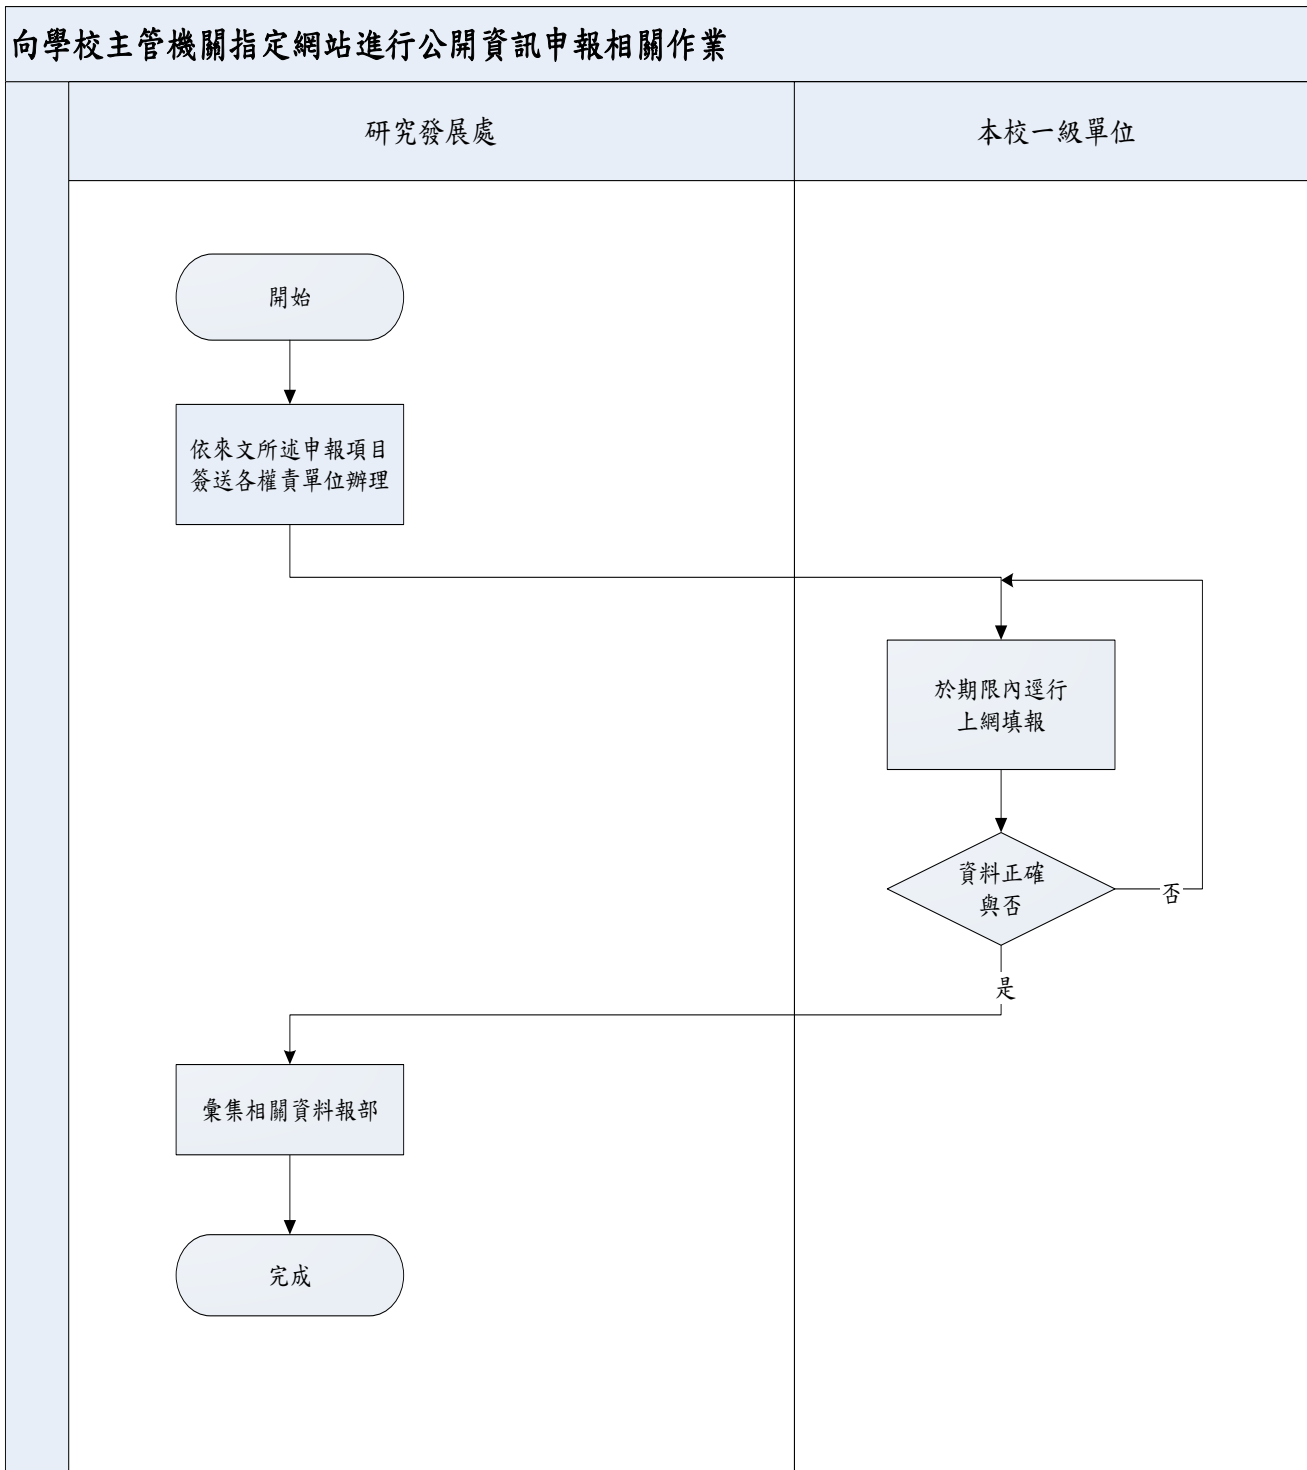 向學校主管機關指定網站進行公開資訊申報相關作業
研究發展處
本校一級單位
開始
依來文所述申報項目
簽送各權責單位辦理
於期限內逕行
上網填報
資料正確
與否
否
是
彙集相關資料報部
完成